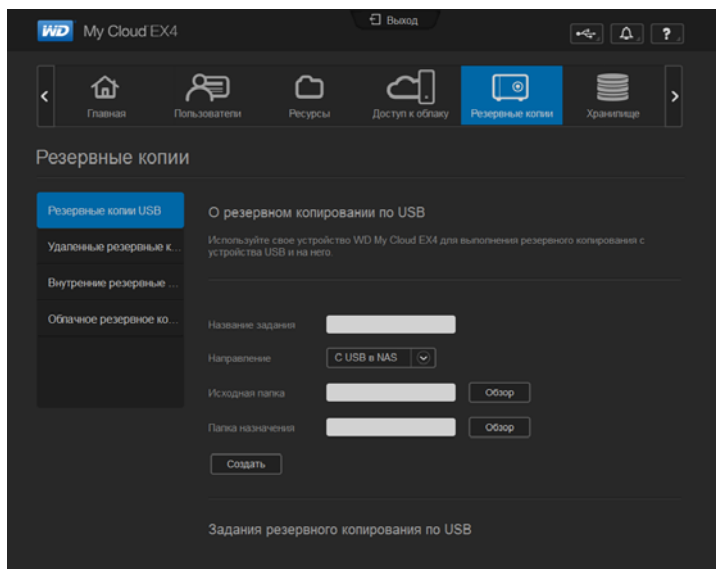 WD My Cloud EX4
Выход
?
Главная
Пользователи
Ресурсы
Доступ к облаку
Резервные копии
Хранилище
Резервные копии
Резервные копии USB
Удаленные резервные к...
Внутренние резервные ...
Облачное резервное ко...
О резервном копировании по USB
Используйте свое устройство WD My Cloud EX4 для выполнения резервного копирования с
устройства USB и на него.
Название задания
Направление
С USB в NAS
Исходная папка
Обзор
Папка назначения
Обзор
Создать
Задания резервного копирования по USB